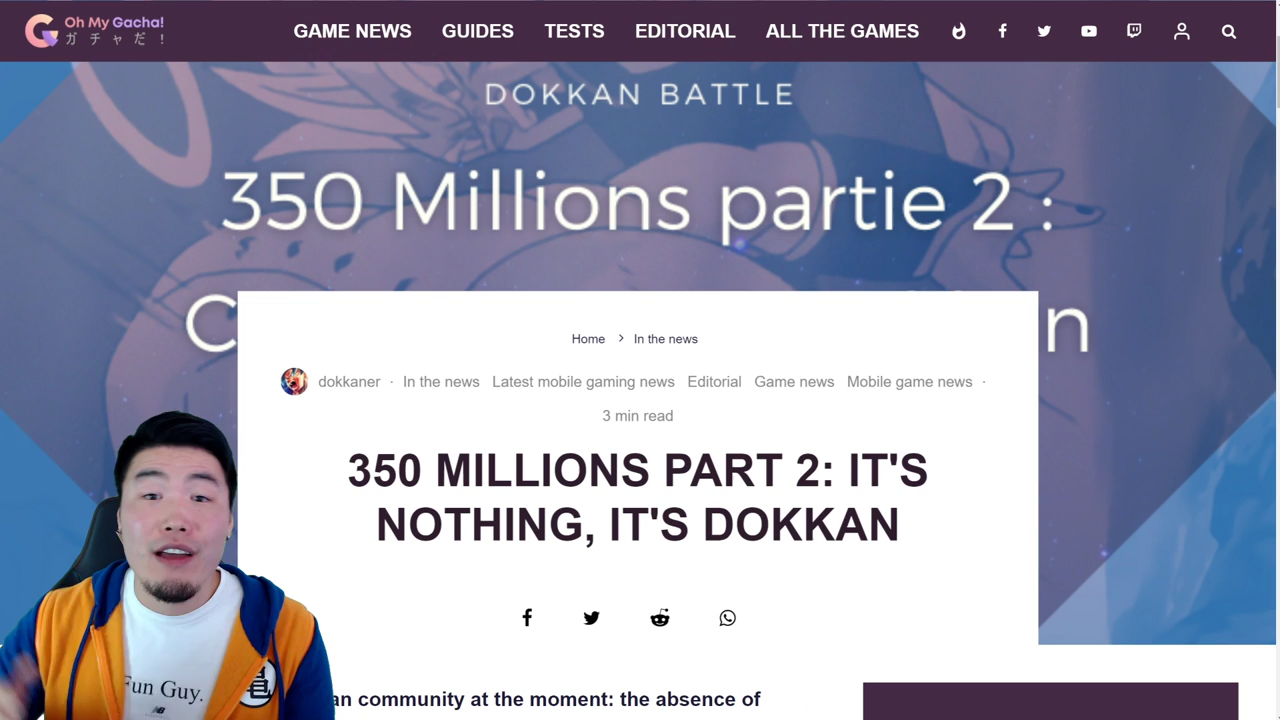 Oh My Gacha!
ガチャだ！
GAME NEWS GUIDES TESTS EDITORIAL ALL THE GAMES
DOKKAN BATTLE
350 Millions partie 2 :
C n
Home > In the news
dokkaner · In the news Latest mobile gaming news Editorial Game news Mobile game news ·
3 min read
350 MILLIONS PART 2: IT'S
NOTHING, IT'S DOKKAN
an community at the moment: the absence of
Fun Guy.
亀